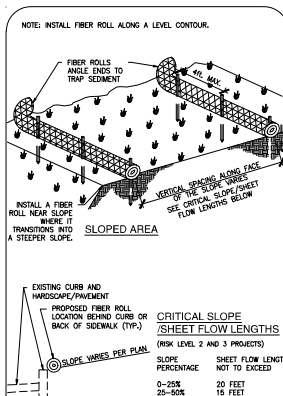 NOTE: INSTALL FIBER ROLL ALONG A LEVEL CONTOUR.
FIBER ROLLS
ANGLE ENDS TO
TRAP SEDIMENT
4ft. MAX.
INSTALL A FIBER
ROLL NEAR SLOPE
WHERE IT
TRANSITIONS INTO
A STEEPER SLOPE.
SLOPED AREA
VERTICAL SPACING ALONG FACE
OF THE SLOPE VARIES
SEE CRITICAL SLOPE/SHEET
FLOW LENGTHS BELOW
EXISTING CURB AND
HARDSCAPE/PAVEMENT
PROPOSED FIBER ROLL
LOCATION BEHIND CURB OR
BACK OF SIDEWALK (TYP.)
SLOPE VARIES PER PLAN
CRITICAL SLOPE
/SHEET FLOW LENGTHS
(RISK LEVEL 2 AND 3 PROJECTS)
SLOPE SHEET FLOW LENGT
PERCENTAGE NOT TO EXCEED
0-25% 20 FEET
25-50% 15 FEET